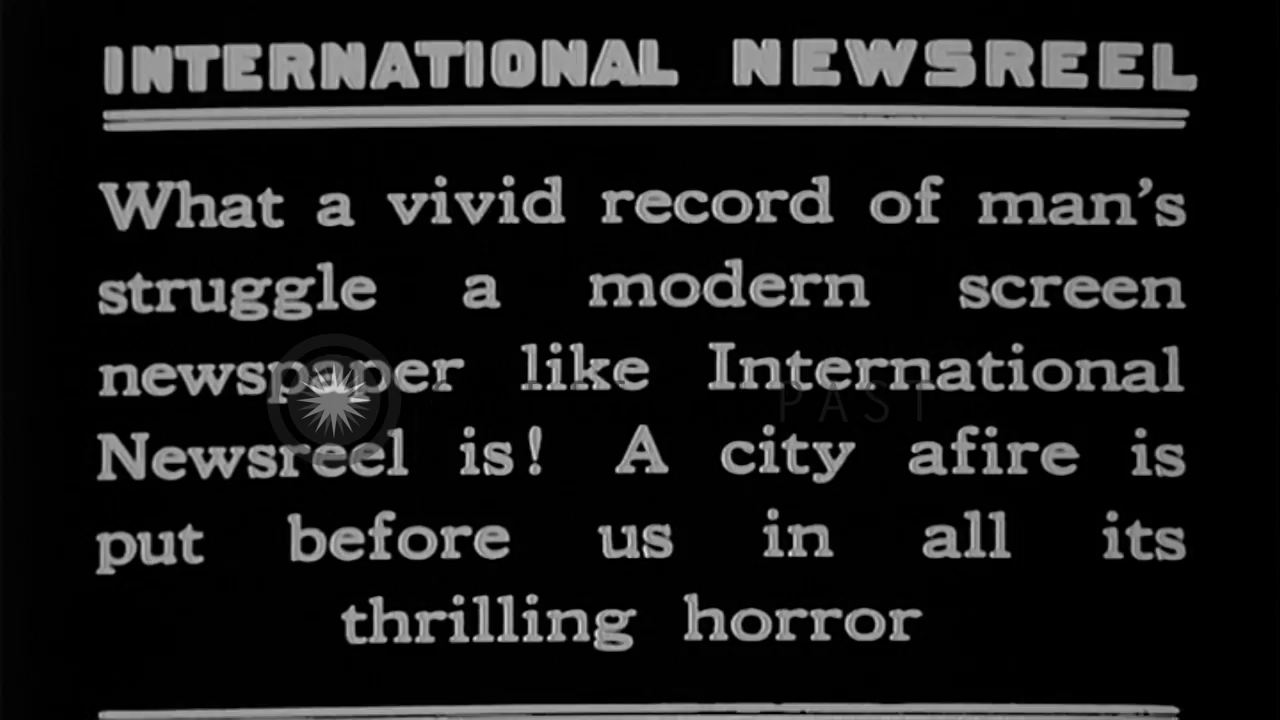 INTERNATIONAL NEWSREEL
What a vivid record of man's
struggle a modern screen
newspaper like International
PAST
Newsreel is! A city afire is
put before us in all its
thrilling horror